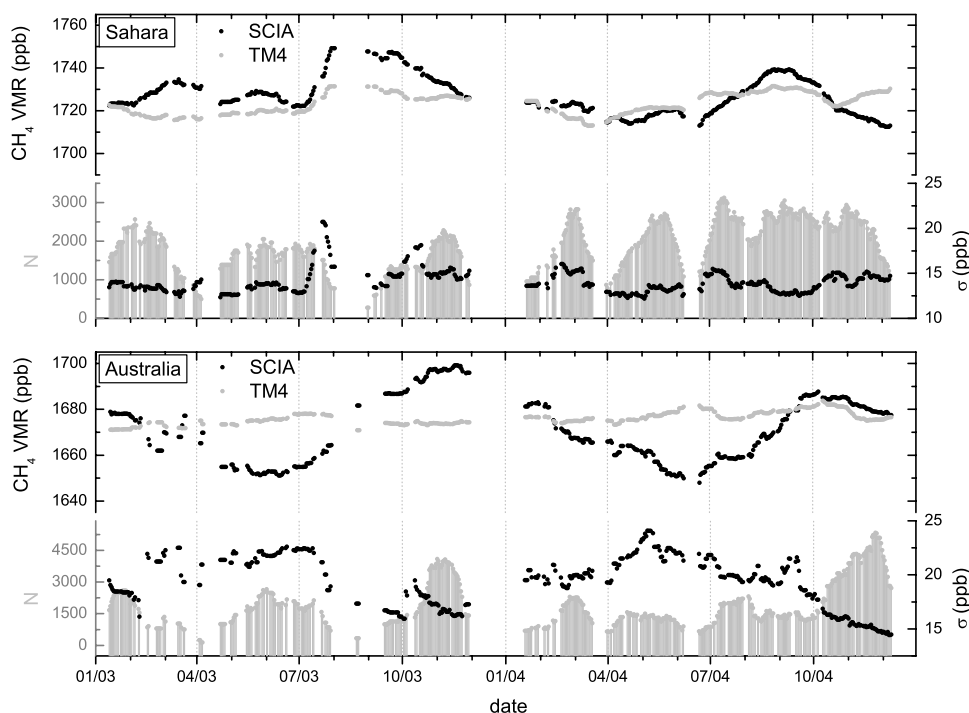 Sahara
SCIA
TM4
CH4 VMR (ppb)
1760
1740
1720
1700
N
3000
2000
1000
0
25
20
15
10
σ (ppb)
Australia
SCIA
TM4
CH4 VMR (ppb)
1700
1680
1660
1640
N
4500
3000
1500
0
25
20
15
σ (ppb)
01/03 04/03 07/03 10/03 01/04 04/04 07/04 10/04
date